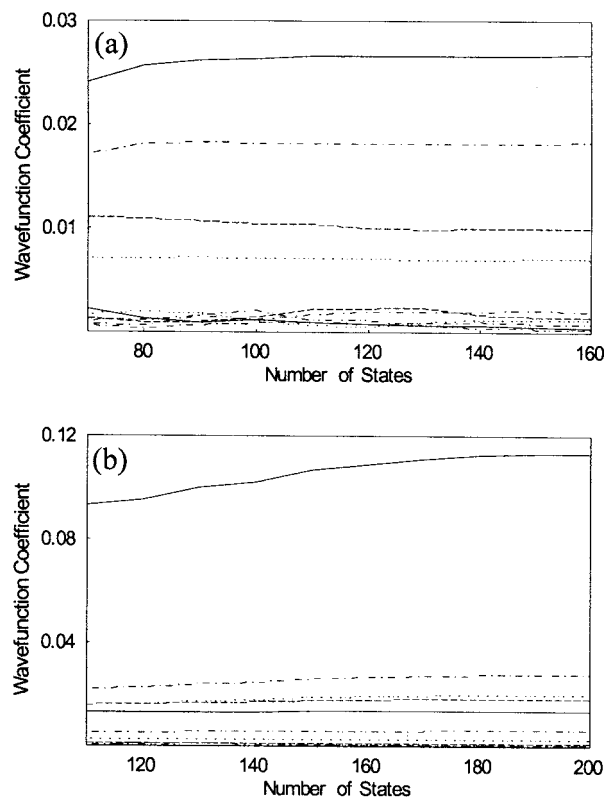 0.03
(a)
0.02
0.01
Wavefunction Coefficient
80 100 120 140 160
Number of States
0.12
(b)
0.08
0.04
Wavefunction Coefficient
120 140 160 180 200
Number of States